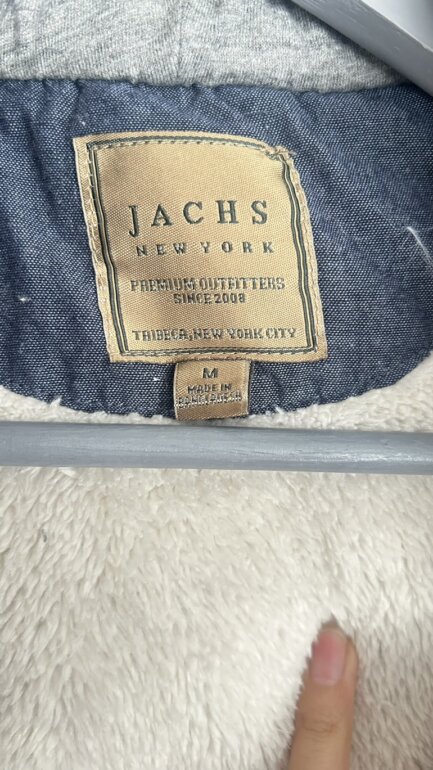 JACHS
NEW YORK
PREMIUM OUTFITTERS
SINCE 2008
TRIBECA, NEW YORK CITY
M
MADE IN